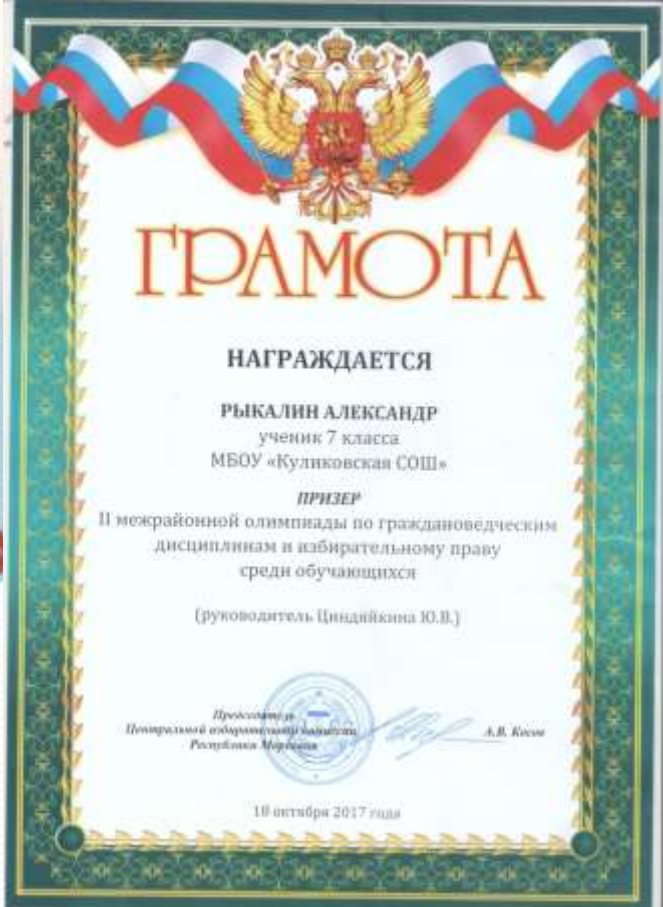 ГРАМОТА
НАГРАЖДАЕТСЯ
РЫКАЛИН АЛЕКСАНДР
ученик 7 класса
МБОУ «Куликовская СОШ»
ПРИЗЕР
II межрайонной олимпиады по граждановедческим
дисциплинам и избирательному праву
среди обучающихся
(руководитель Циндяйкина Ю.В.)
Председатель
Центральной избирательной комиссии
Республики Мордовия
А.В. Косов
18 октября 2017 года